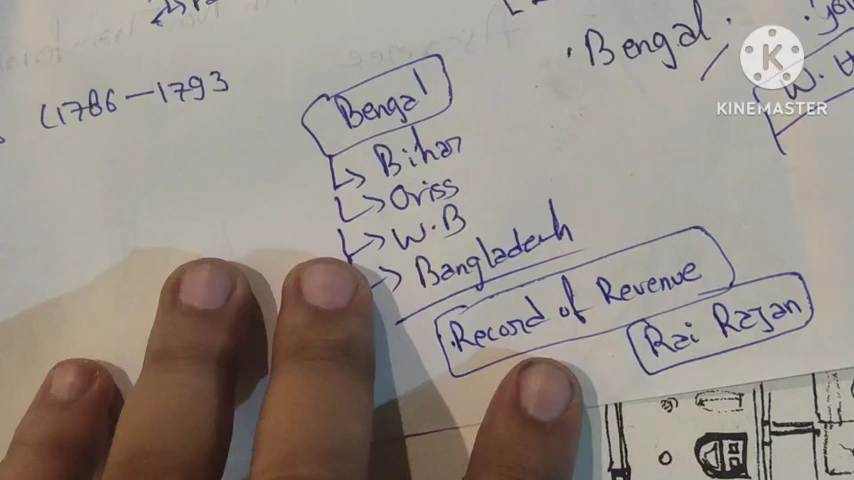 Bengal.
(1786-1793
Bengal
Bihar
Oriss
W.B
Bangladesh
Record of Revenue
Rai Rajan
W. H
K
KINEMASTER